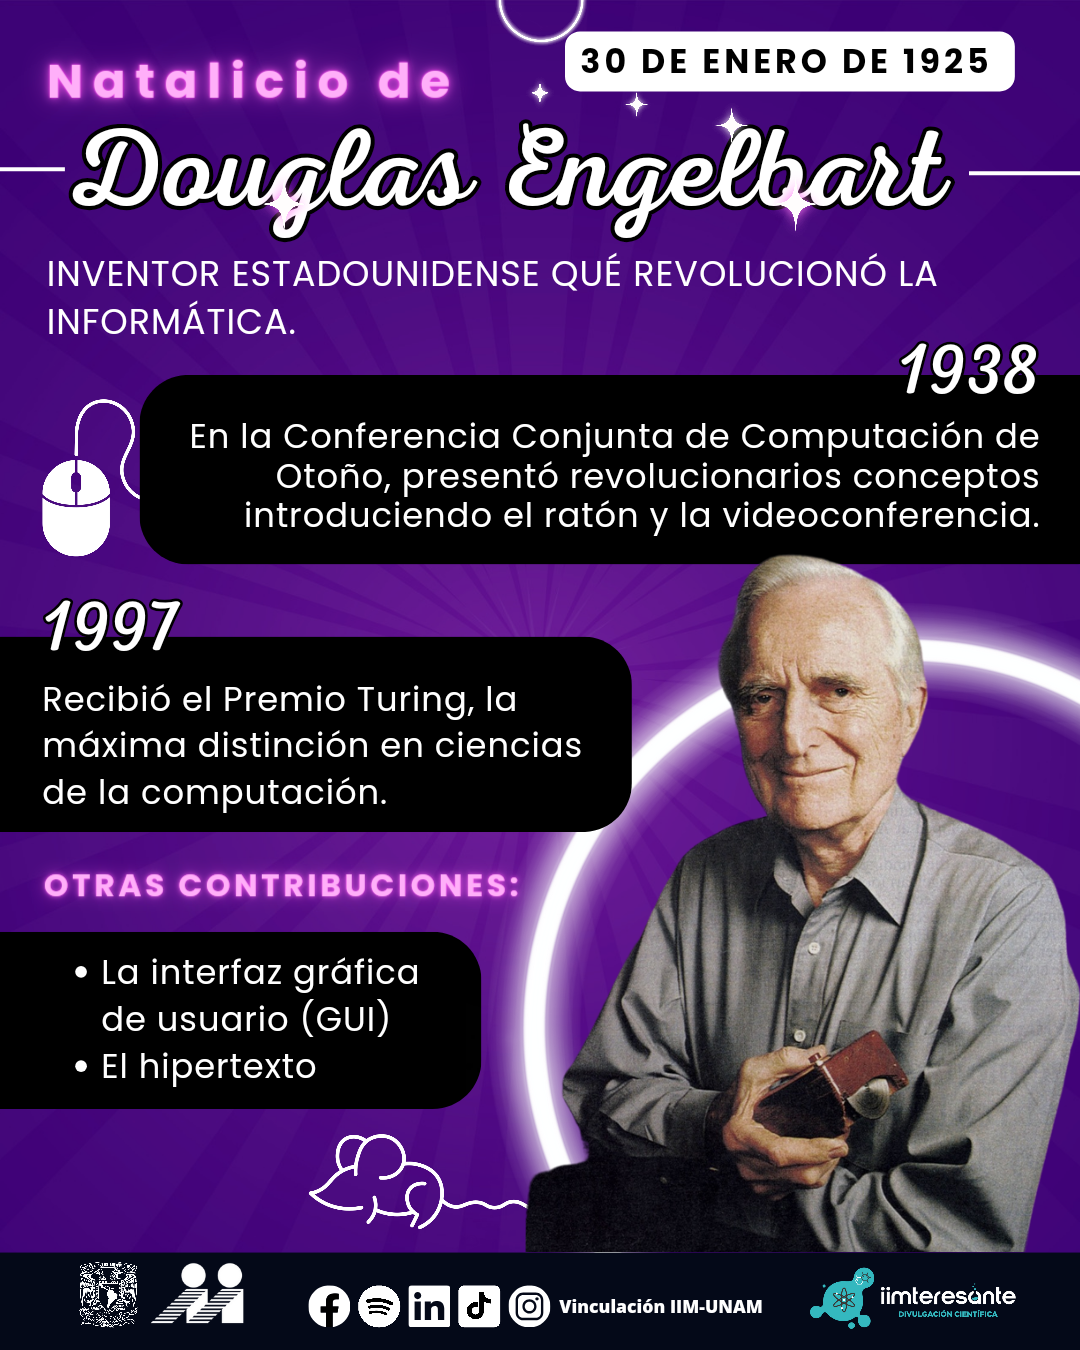 Natalicio de
30 DE ENERO DE 1925
Douglas Engelbart
INVENTOR ESTADOUNIDENSE QUÉ REVOLUCIONÓ LA
INFORMÁTICA.
1938
En la Conferencia Conjunta de Computación de
Otoño, presentó revolucionarios conceptos
introduciendo el ratón y la videoconferencia.
1997
Recibió el Premio Turing, la
máxima distinción en ciencias
de la computación.
OTRAS CONTRIBUCIONES:
• La interfaz gráfica
de usuario (GUI)
• El hipertexto
Vinculación IIM-UNAM
iimteresante
DIVULGACIÓN CIENTÍFICA